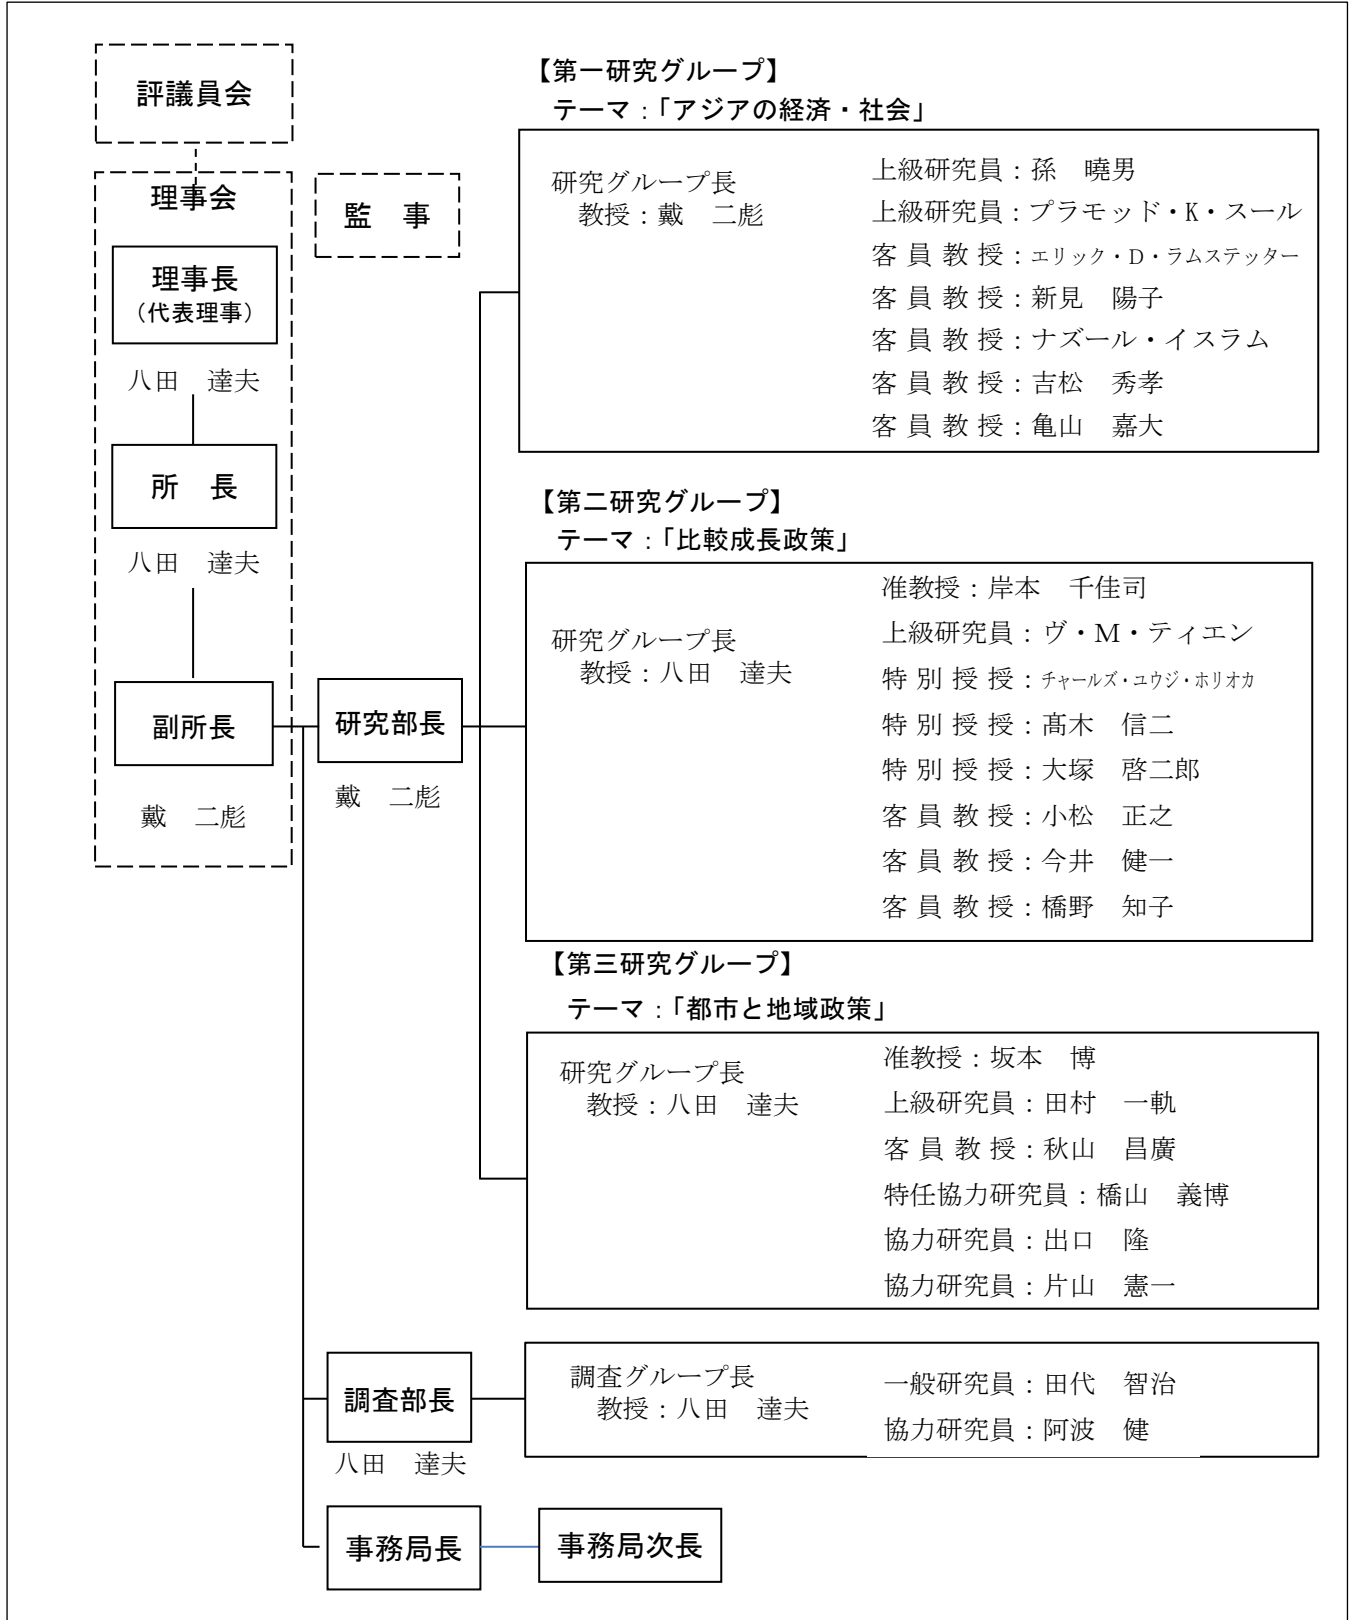 評議員会
理事会
監　事
理事長
（代表理事）
八田　達夫
所　長
八田　達夫
副所長
戴　二彪
研究部長
戴　二彪
【第一研究グループ】
テーマ：「アジアの経済・社会」
研究グループ長
教授：戴　二彪
上級研究員：孫　曉男
上級研究員：プラモッド・K・スール
客 員 教 授：エリック・D・ラムステッター
客 員 教 授：新見　陽子
客 員 教 授：ナズール・イスラム
客 員 教 授：吉松　秀孝
客 員 教 授：亀山　嘉大
【第二研究グループ】
テーマ：「比較成長政策」
研究グループ長
教授：八田　達夫
准教授：岸本　千佳司
上級研究員：ヴ・M・ティエン
特 別 授 授：チャールズ・ユウジ・ホリオカ
特 別 授 授：髙木　信二
特 別 授 授：大塚　啓二郎
客 員 教 授：小松　正之
客 員 教 授：今井　健一
客 員 教 授：橋野　知子
【第三研究グループ】
テーマ：「都市と地域政策」
研究グループ長
教授：八田　達夫
准教授：坂本　博
上級研究員：田村　一軌
客 員 教 授：秋山　昌廣
特任協力研究員：橋山　義博
協力研究員：出口　隆
協力研究員：片山　憲一
調査部長
八田　達夫
調査グループ長
教授：八田　達夫
一般研究員：田代　智治
協力研究員：阿波　健
事務局長
事務局次長